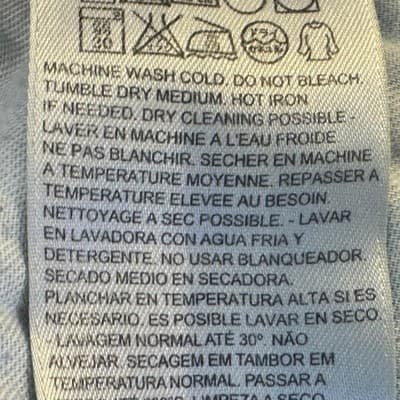 MACHINE WASH COLD. DO NOT BLEACH.
TUMBLE DRY MEDIUM. HOT IRON
IF NEEDED. DRY CLEANING POSSIBLE -
LAVER EN MACHINE A L'EAU FROIDE
NE PAS BLANCHIR. SECHER EN MACHINE
A TEMPERATURE MOYENNE. REPASSER A
TEMPERATURE ELEVEE AU BESOIN.
NETTOYAGE A SEC POSSIBLE. - LAVAR
EN LAVADORA CON AGUA FRIA Y
DETERGENTE. NO USAR BLANQUEADOR.
SECADO MEDIO EN SECADORA.
PLANCHAR EN TEMPERATURA ALTA SI ES
NECESARIO. ES POSIBLE LAVAR EN SECO.
- LAVAGEM NORMAL ATÉ 30º. NÃO
ALVEJAR. SECAGEM EM TAMBOR EM
TEMPERATURA NORMAL. PASSAR A
LIMPEZA A SECO